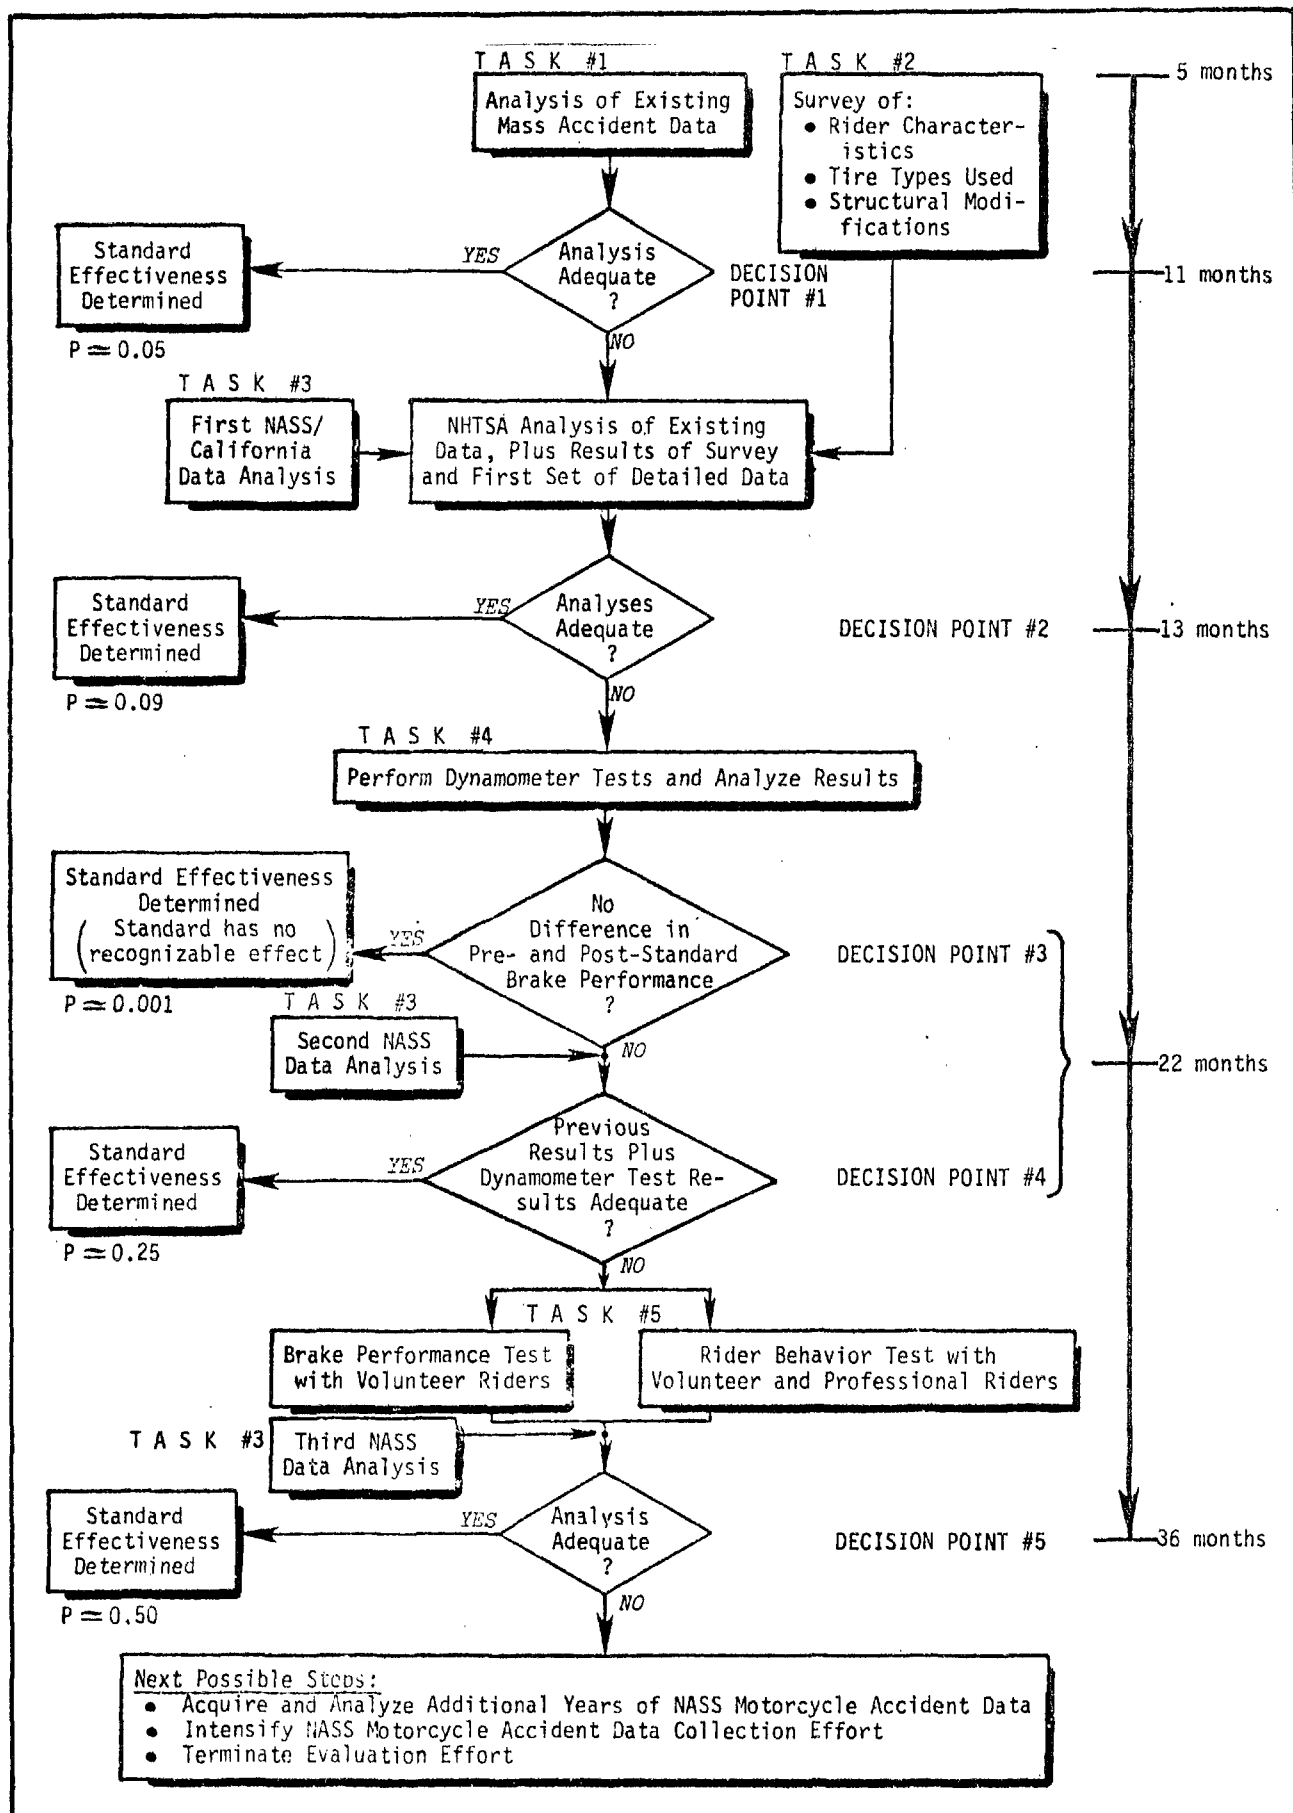 T A S K #1
Analysis of Existing
Mass Accident Data
T A S K #2
Survey of:
• Rider Character-
istics
• Tire Types Used
• Structural Modi-
fications
5 months
Standard
Effectiveness
Determined
P ≃ 0.05
YES
Analysis
Adequate
?
DECISION
POINT #1
11 months
NO
T A S K #3
First NASS/
California
Data Analysis
NHTSA Analysis of Existing
Data, Plus Results of Survey
and First Set of Detailed Data
Standard
Effectiveness
Determined
P ≃ 0.09
YES
Analyses
Adequate
?
DECISION POINT #2
13 months
NO
T A S K #4
Perform Dynamometer Tests and Analyze Results
Standard Effectiveness
Determined
(Standard has no
recognizable effect)
P ≃ 0.001
YES
No
Difference in
Pre- and Post-Standard
Brake Performance
?
DECISION POINT #3
T A S K #3
Second NASS
Data Analysis
NO
22 months
Standard
Effectiveness
Determined
P ≃ 0.25
YES
Previous
Results Plus
Dynamometer Test Re-
sults Adequate
?
DECISION POINT #4
NO
T A S K #5
Brake Performance Test
with Volunteer Riders
Rider Behavior Test with
Volunteer and Professional Riders
T A S K #3
Third NASS
Data Analysis
Standard
Effectiveness
Determined
P ≃ 0.50
YES
Analysis
Adequate
?
DECISION POINT #5
36 months
NO
Next Possible Steps:
• Acquire and Analyze Additional Years of NASS Motorcycle Accident Data
• Intensify NASS Motorcycle Accident Data Collection Effort
• Terminate Evaluation Effort